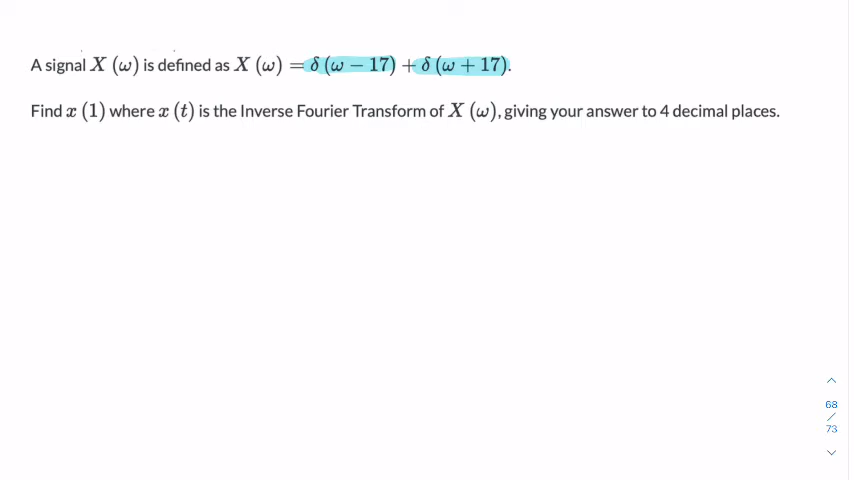 A signal X (ω) is defined as X (ω) = δ (ω − 17) + δ (ω + 17).
Find x (1) where x (t) is the Inverse Fourier Transform of X (ω), giving your answer to 4 decimal places.
68
/
73